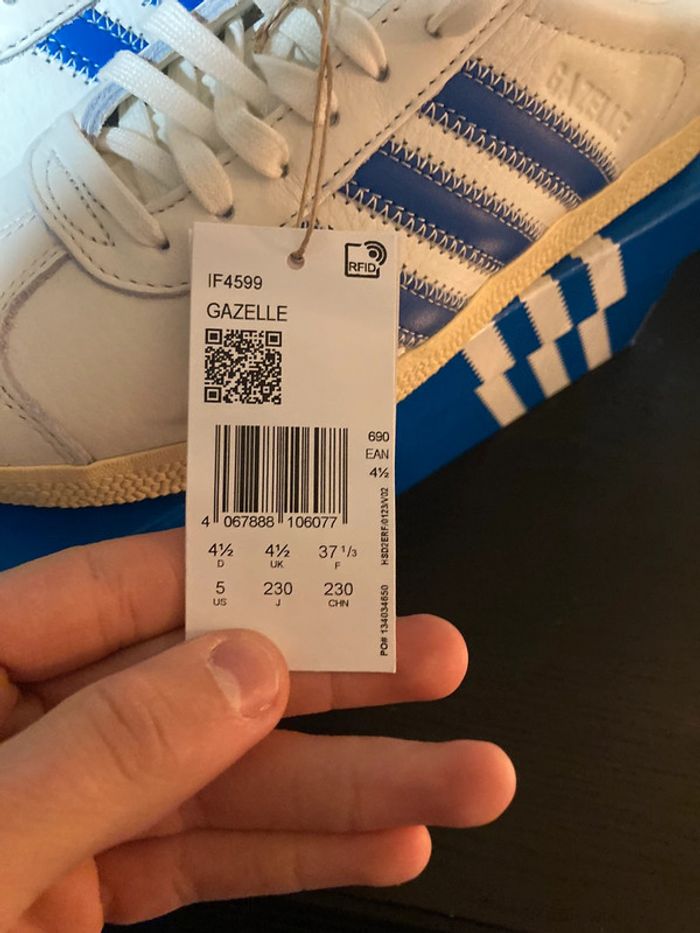 GAZELLE
RFID
IF4599
GAZELLE
690
EAN
4½
4 067888 106077
4½ 4½ 37 1/3
D UK F
5 230 230
US J CHN
HSD2ERF/0123/V02
PO# 134034650